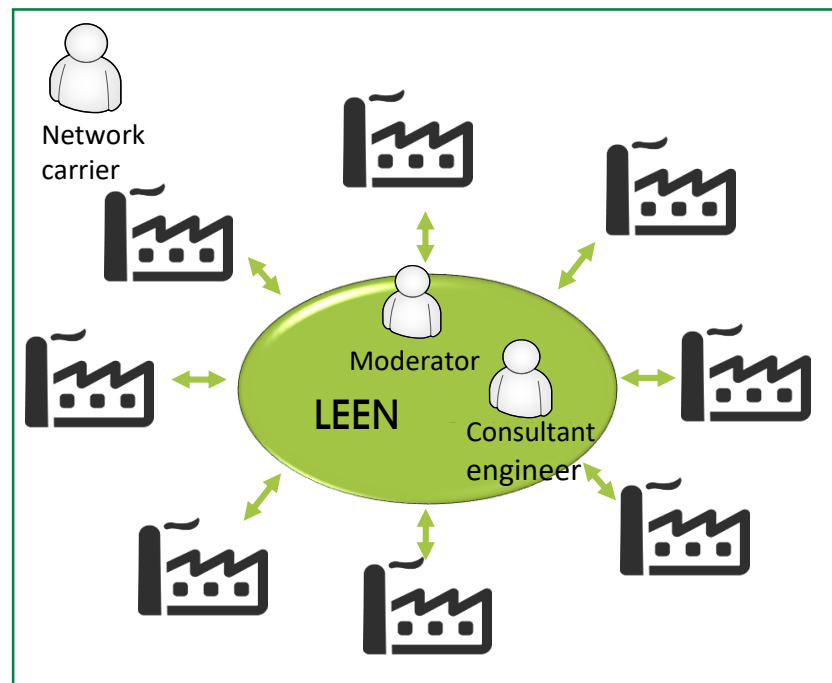 Network
carrier
Moderator
LEEN
Consultant
engineer